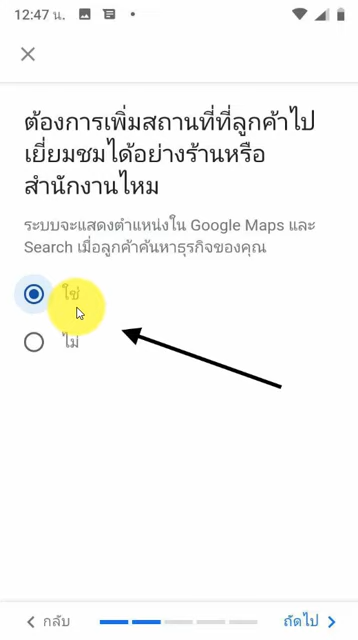 12:47 น.
ต้องการเพิ่มสถานที่ที่ลูกค้าไป
เยี่ยมชมได้อย่างร้านหรือ
สำนักงานไหม
ระบบจะแสดงตำแหน่งใน Google Maps และ
Search เมื่อลูกค้าค้นหาธุรกิจของคุณ
ใช่
ไม่
กลับ
ถัดไป